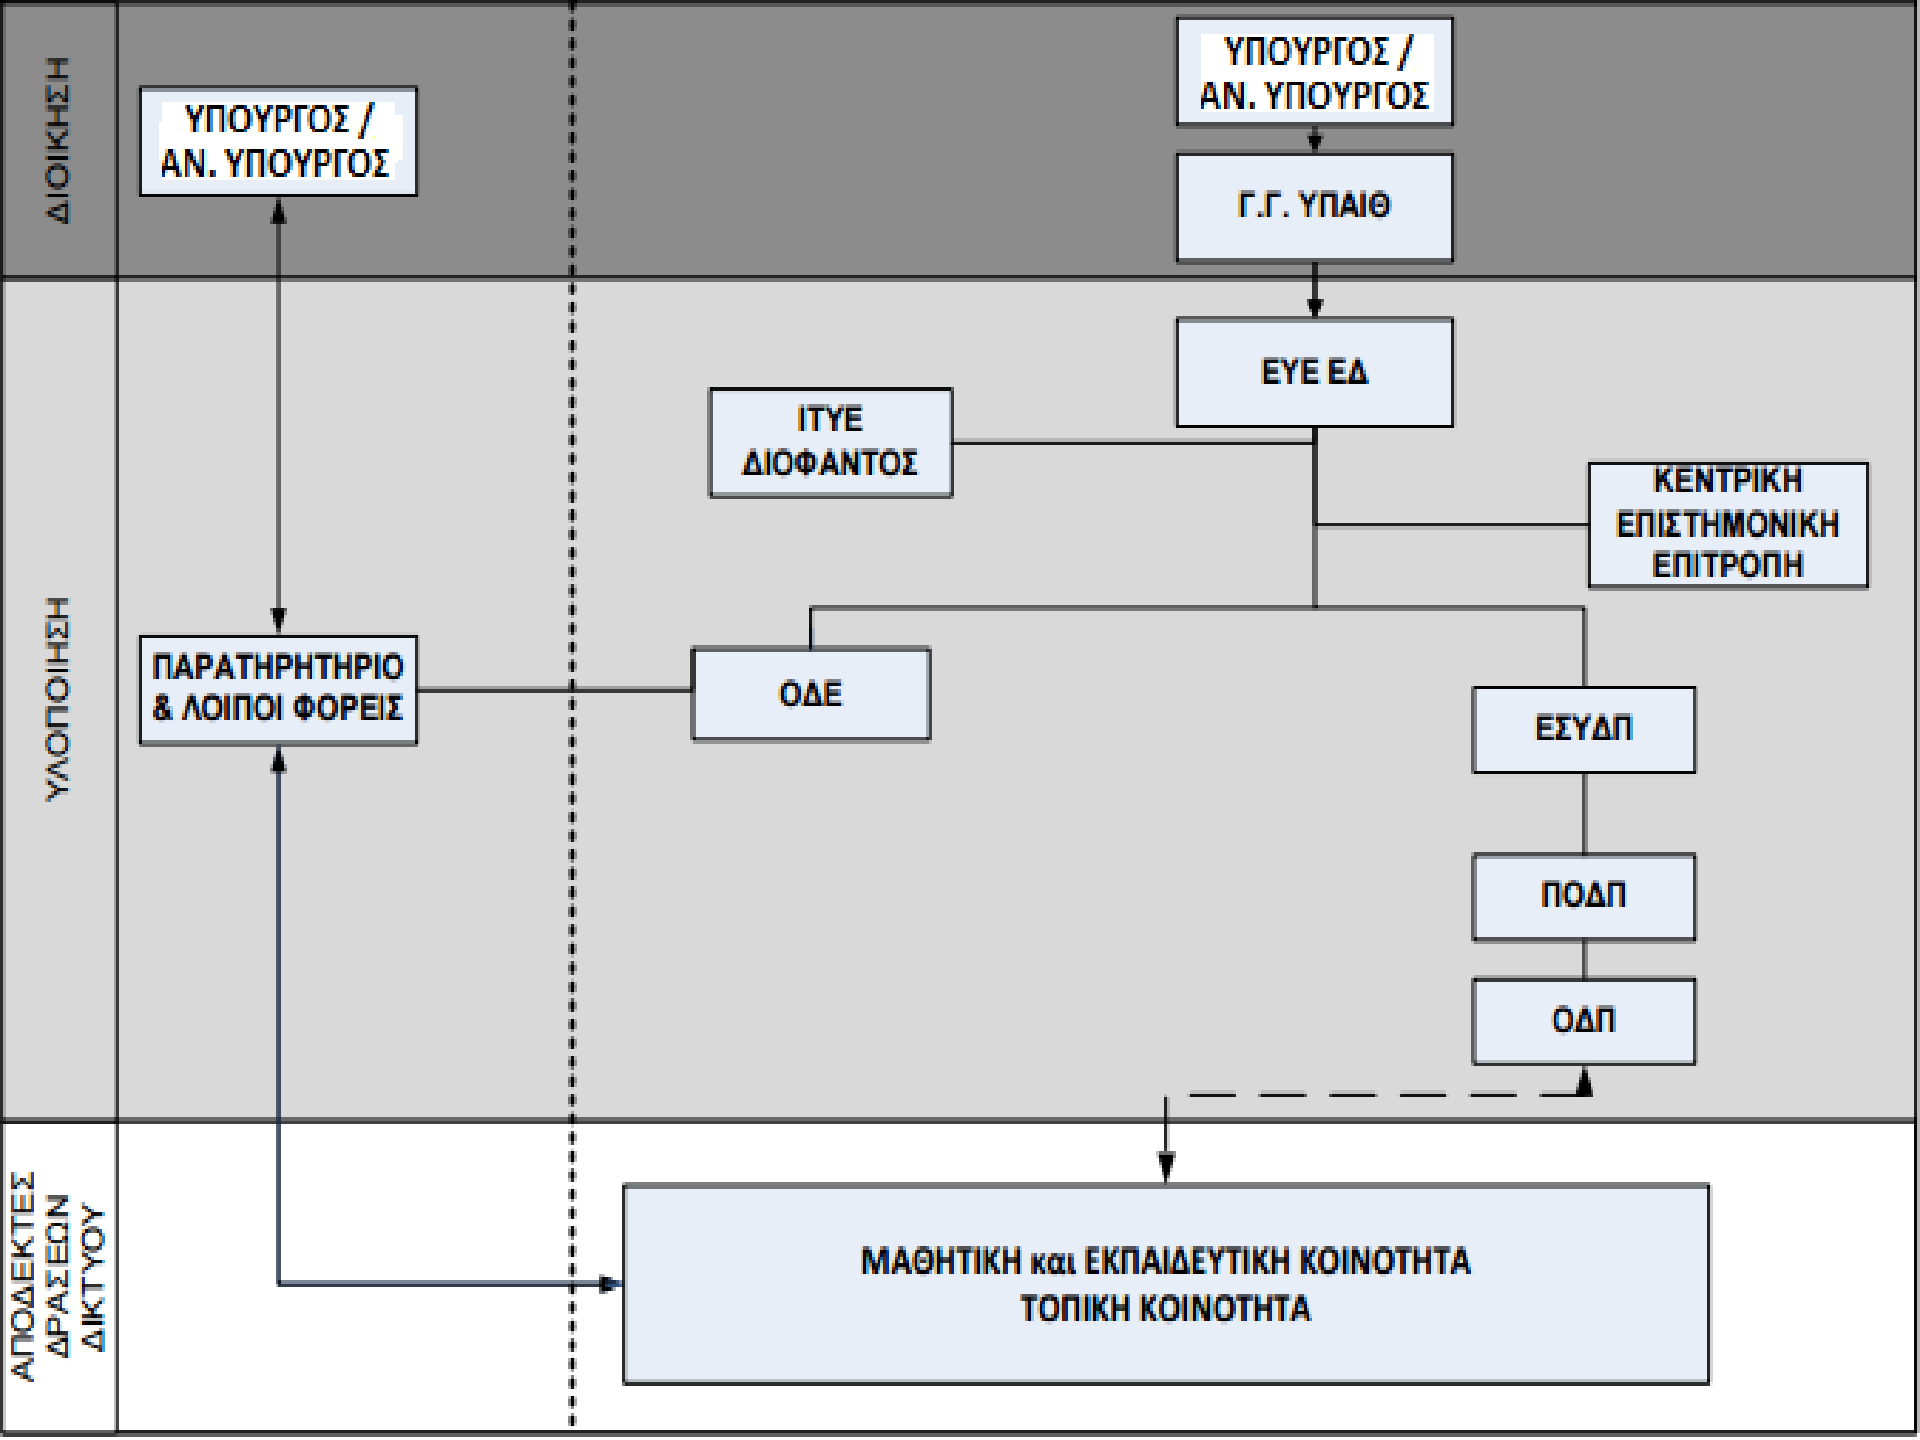 ΔΙΟΙΚΗΣΗ
ΥΠΟΥΡΓΟΣ /
ΑΝ. ΥΠΟΥΡΓΟΣ
ΥΠΟΥΡΓΟΣ /
ΑΝ. ΥΠΟΥΡΓΟΣ
Γ.Γ. ΥΠΑΙΘ
ΥΛΟΠΟΙΗΣΗ
ΕΥΕ ΕΔ
ΙΤΥΕ
ΔΙΟΦΑΝΤΟΣ
ΚΕΝΤΡΙΚΗ
ΕΠΙΣΤΗΜΟΝΙΚΗ
ΕΠΙΤΡΟΠΗ
ΠΑΡΑΤΗΡΗΤΗΡΙΟ
& ΛΟΙΠΟΙ ΦΟΡΕΙΣ
ΟΔΕ
ΕΣΥΔΠ
ΠΟΔΠ
ΟΔΠ
ΑΠΟΔΕΚΤΕΣ
ΔΡΑΣΕΩΝ
ΔΙΚΤΥΟΥ
ΜΑΘΗΤΙΚΗ και ΕΚΠΑΙΔΕΥΤΙΚΗ ΚΟΙΝΟΤΗΤΑ
ΤΟΠΙΚΗ ΚΟΙΝΟΤΗΤΑ